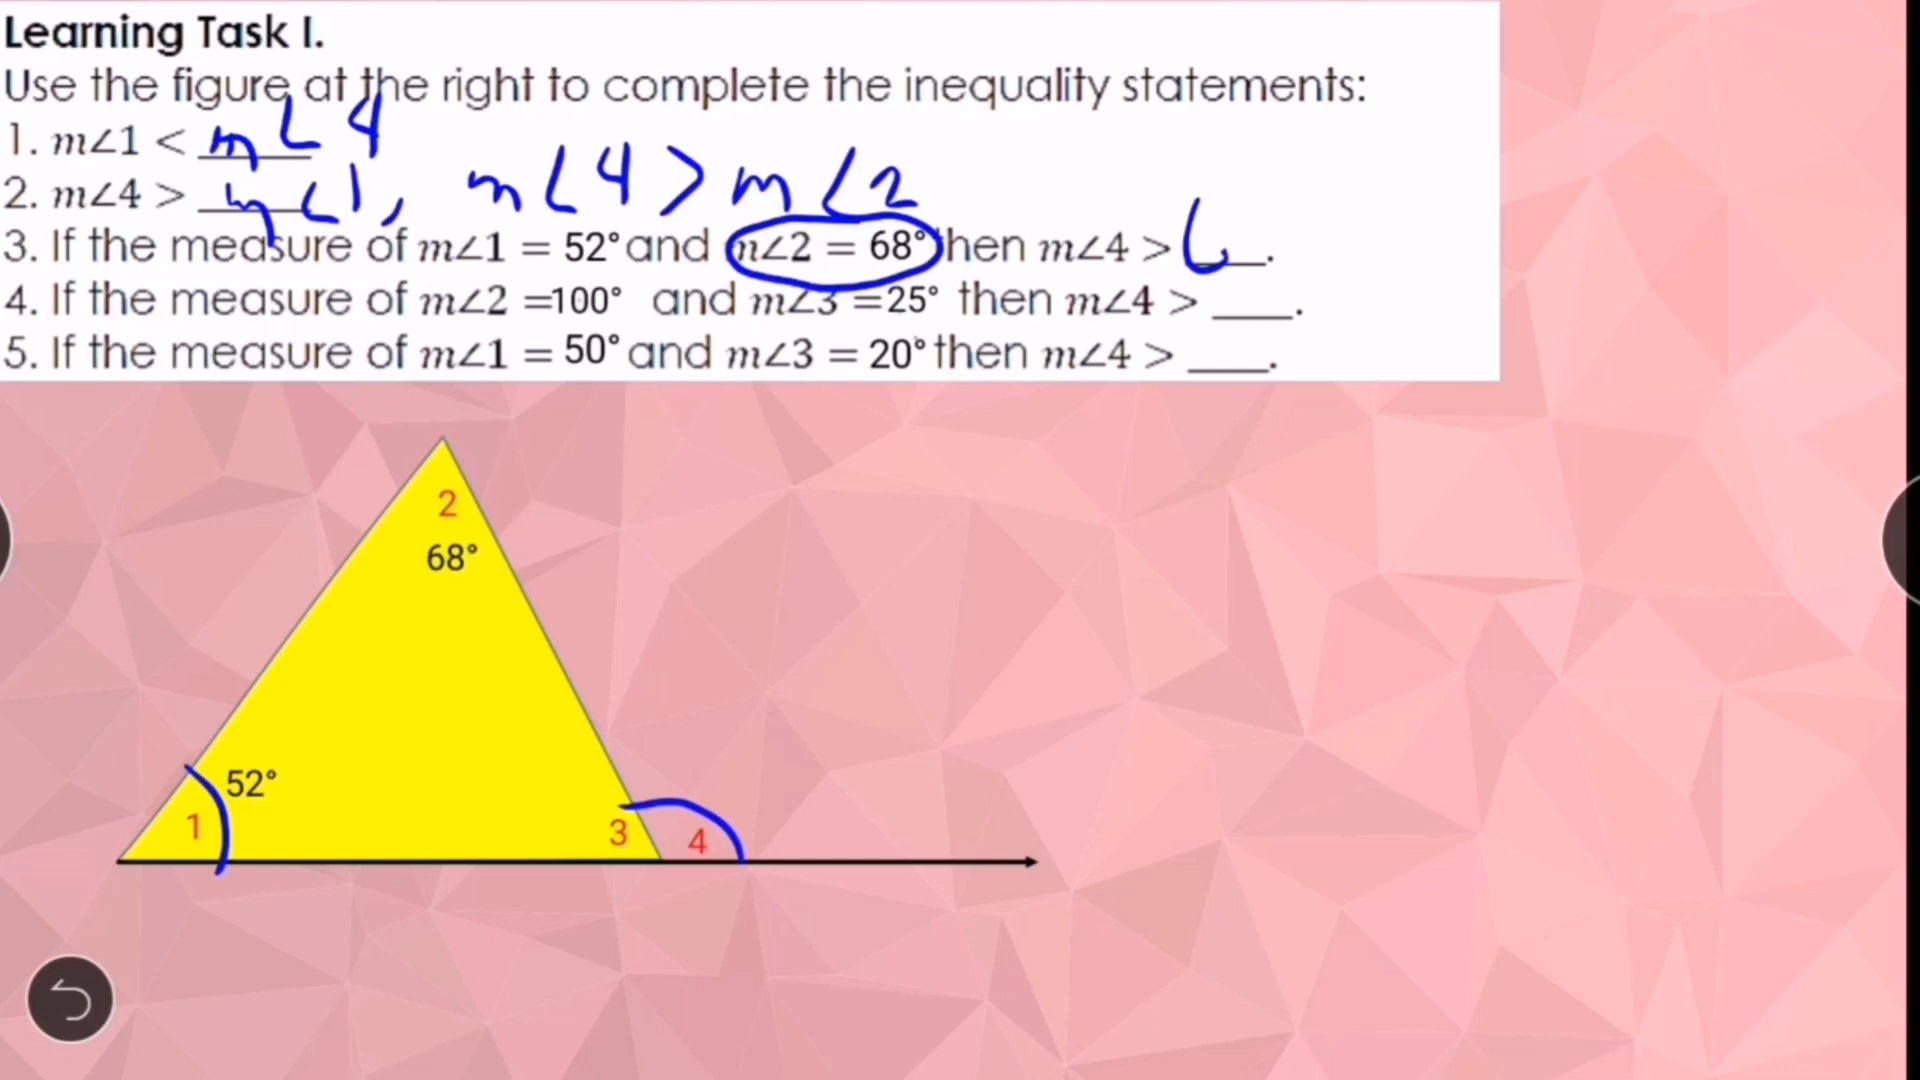 Learning Task I.
Use the figure at the right to complete the inequality statements:
1. m∠1 < m∠4
2. m∠4 > m∠1, m∠4 > m∠2
3. If the measure of m∠1 = 52° and m∠2 = 68° then m∠4 > ____.
4. If the measure of m∠2 =100° and m∠3 =25° then m∠4 > ____.
5. If the measure of m∠1 = 50° and m∠3 = 20° then m∠4 > ____.
2
68°
52°
1
3
4